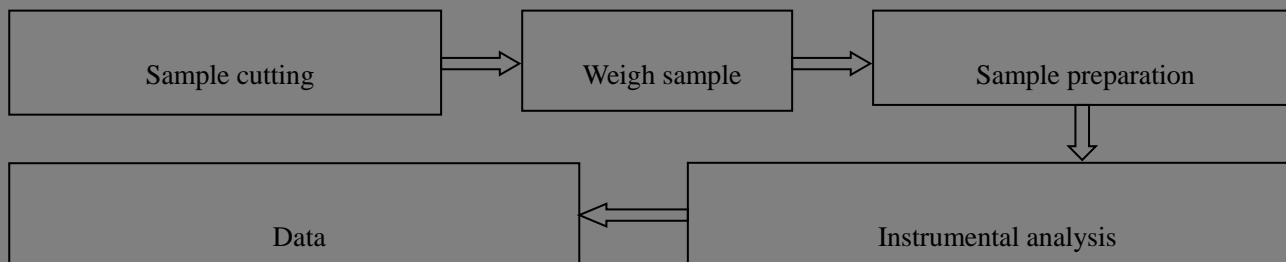 Sample cutting
Weigh sample
Sample preparation
Instrumental analysis
Data